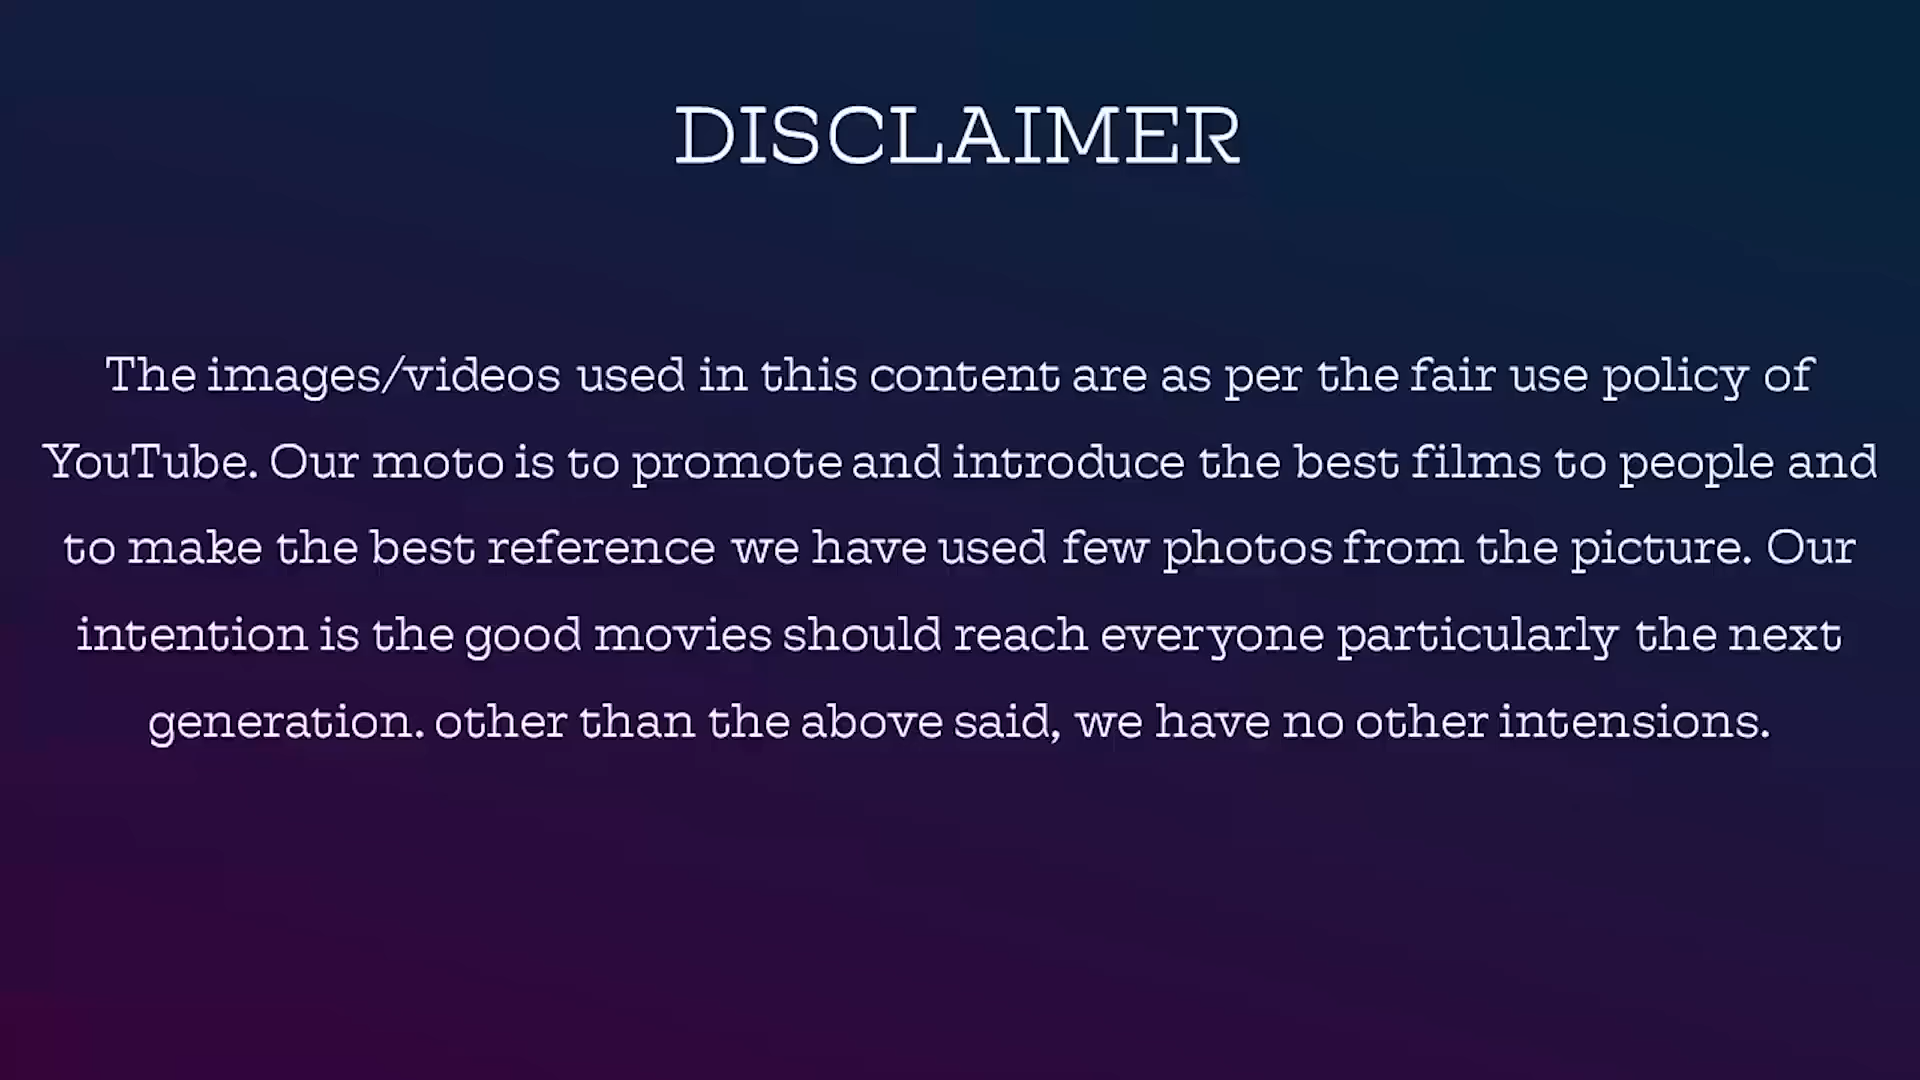 DISCLAIMER
The images/videos used in this content are as per the fair use policy of
YouTube. Our moto is to promote and introduce the best films to people and
to make the best reference we have used few photos from the picture. Our
intention is the good movies should reach everyone particularly the next
generation. other than the above said, we have no other intensions.